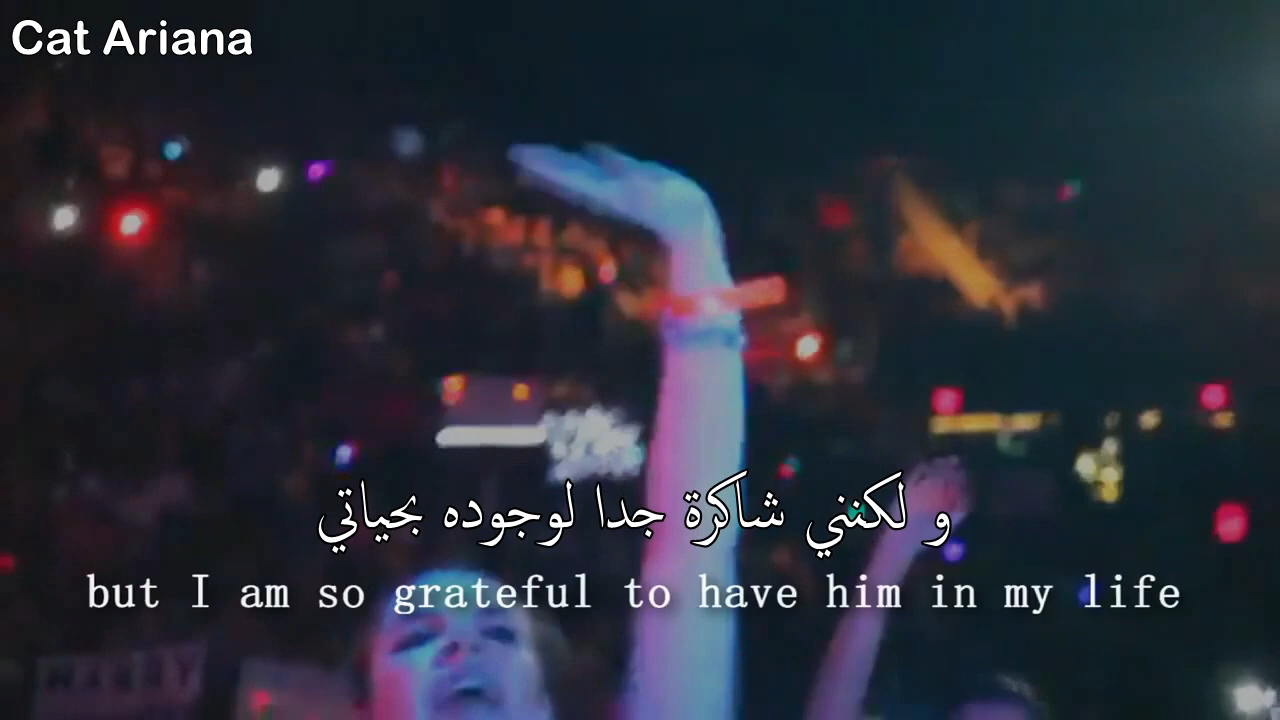 Cat Ariana
و لكنني شاكرة جدا لوجوده بحياتي
but I am so grateful to have him in my life